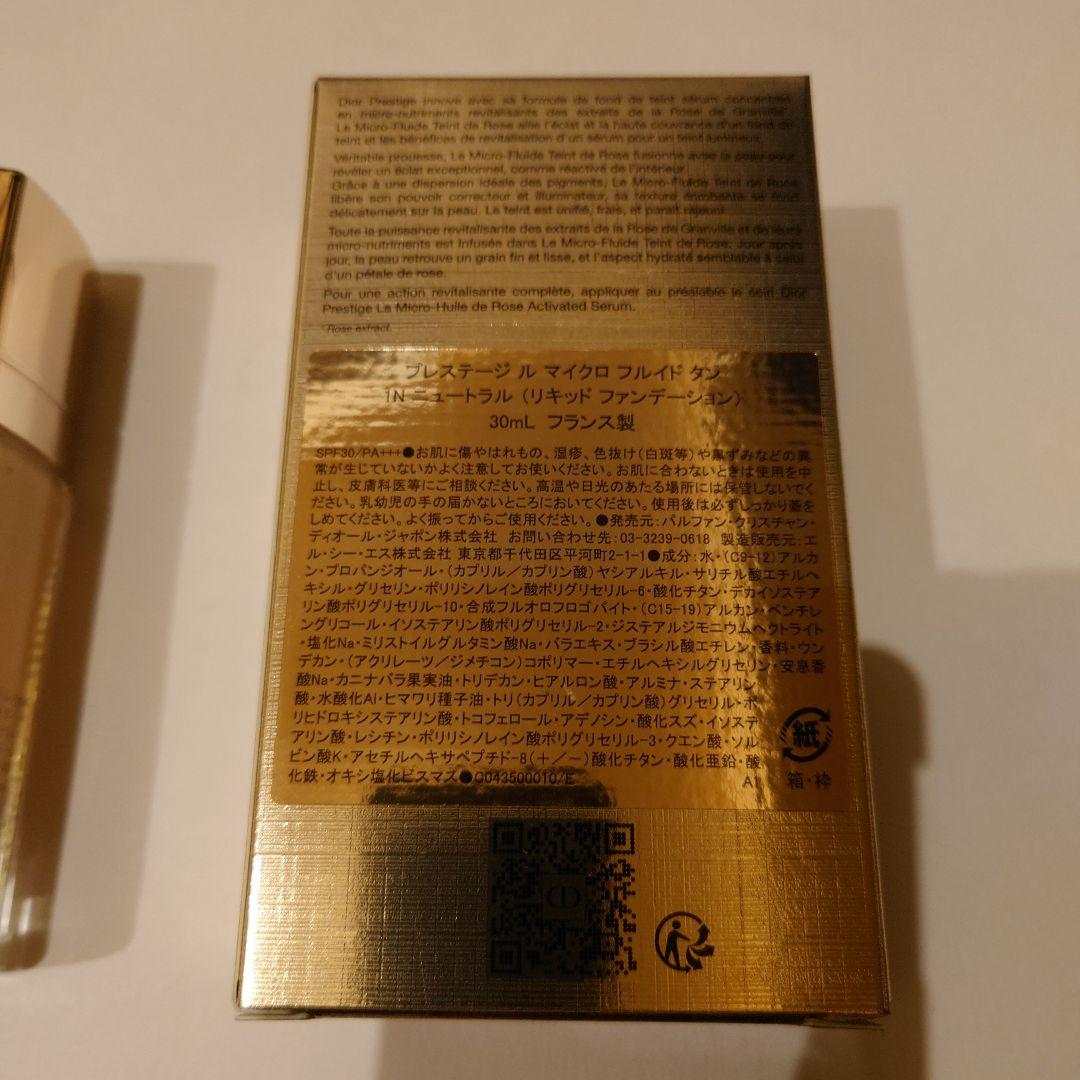 Dior Prestige innove avec sa formule de fond de teint sérum concentrée
en micro-nutriments revitalisants des extraits de la Rose de Granville*.
Le Micro-Fluide Teint de Rose allie l'éclat et la haute couvrance d'un fond de
teint et les bénéfices de revitalisation d'un sérum pour un teint lumineux.
Véritable prouesse, Le Micro-Fluide Teint de Rose fusionne avec la peau pour
révéler un éclat exceptionnel, comme réactivé de l'intérieur.
Grâce à une dispersion idéale des pigments, Le Micro-Fluide Teint de Rose
libère son pouvoir correcteur et illuminateur, sa texture enrobante se fond
délicatement sur la peau. Le teint est unifié, frais, et paraît rajeuni.
Toute la puissance revitalisante des extraits de la Rose de Granville et de leurs
micro-nutriments est infusée dans Le Micro-Fluide Teint de Rose. Jour après
jour, la peau retrouve un grain fin et lisse, et l'aspect hydraté semblable à celui
d'un pétale de rose.
Pour une action revitalisante complète, appliquer au préalable le soin Dior
Prestige La Micro-Huile de Rose Activated Serum.
*Rose extract.
プレステージ ル マイクロ フルイド タン
1N ニュートラル (リキッド ファンデーション)
30mL フランス製
SPF30/PA+++●お肌に傷やはれもの、湿疹、色抜け(白斑等)や黒ずみなどの異
常が生じていないかよく注意してお使いください。お肌に合わないときは使用を中
止し、皮膚科医等にご相談ください。高温や日光のあたる場所には保管しないでく
ださい。乳幼児の手の届かないところにおいてください。使用後は必ずしっかり蓋を
しめてください。よく振ってからご使用ください。●発売元:パルファン・クリスチャン・
ディオール・ジャポン株式会社 お問い合わせ先:03-3239-0618 製造販売元:エ
ル・シー・エス株式会社 東京都千代田区平河町2-1-1●成分:水・(C9-12)アルカ
ン・プロパンジオール・(カプリル/カプリン酸)ヤシアルキル・サリチル酸エチルヘ
キシル・グリセリン・ポリリシノレイン酸ポリグリセリル-6・酸化チタン・デカイソステア
リン酸ポリグリセリル-10・合成フルオロフロゴパイト・(C15-19)アルカン・ペンチレ
ングリコール・イソステアリン酸ポリグリセリル-2・ジステアルジモニウムヘクトライト
・塩化Na・ミリストイルグルタミン酸Na・バラエキス・ブラシル酸エチレン・香料・ウン
デカン・(アクリレーツ/ジメチコン)コポリマー・エチルヘキシルグリセリン・安息香
酸Na・カニナバラ果実油・トリデカン・ヒアルロン酸・アルミナ・ステアリン
酸・水酸化Al・ヒマワリ種子油・トリ(カプリル/カプリン酸)グリセリル・ポ
リヒドロキシステアリン酸・トコフェロール・アデノシン・酸化スズ・イソステ
アリン酸・レシチン・ポリリシノレイン酸ポリグリセリル-3・クエン酸・ソル
ビン酸K・アセチルヘキサペプチド-8(+/-)酸化チタン・酸化亜鉛・酸
化鉄・オキシ塩化ビスマス●C043500010/E
A1
紙
箱・枠
CD